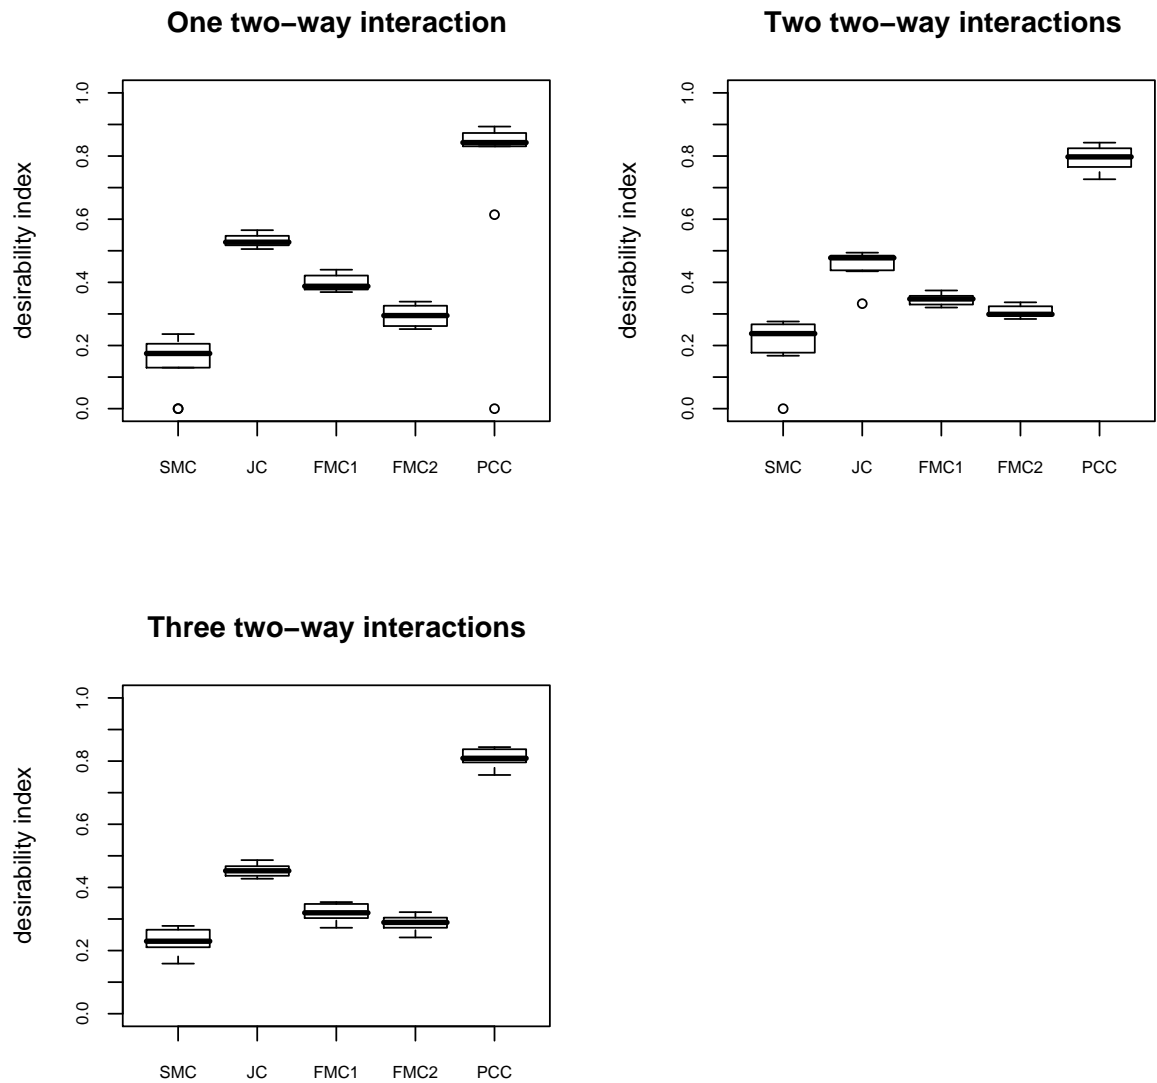 One two−way interaction
desirability index
1.0
0.8
0.6
0.4
0.2
0.0
SMC JC FMC1 FMC2 PCC
Two two−way interactions
desirability index
1.0
0.8
0.6
0.4
0.2
0.0
SMC JC FMC1 FMC2 PCC
Three two−way interactions
desirability index
1.0
0.8
0.6
0.4
0.2
0.0
SMC JC FMC1 FMC2 PCC